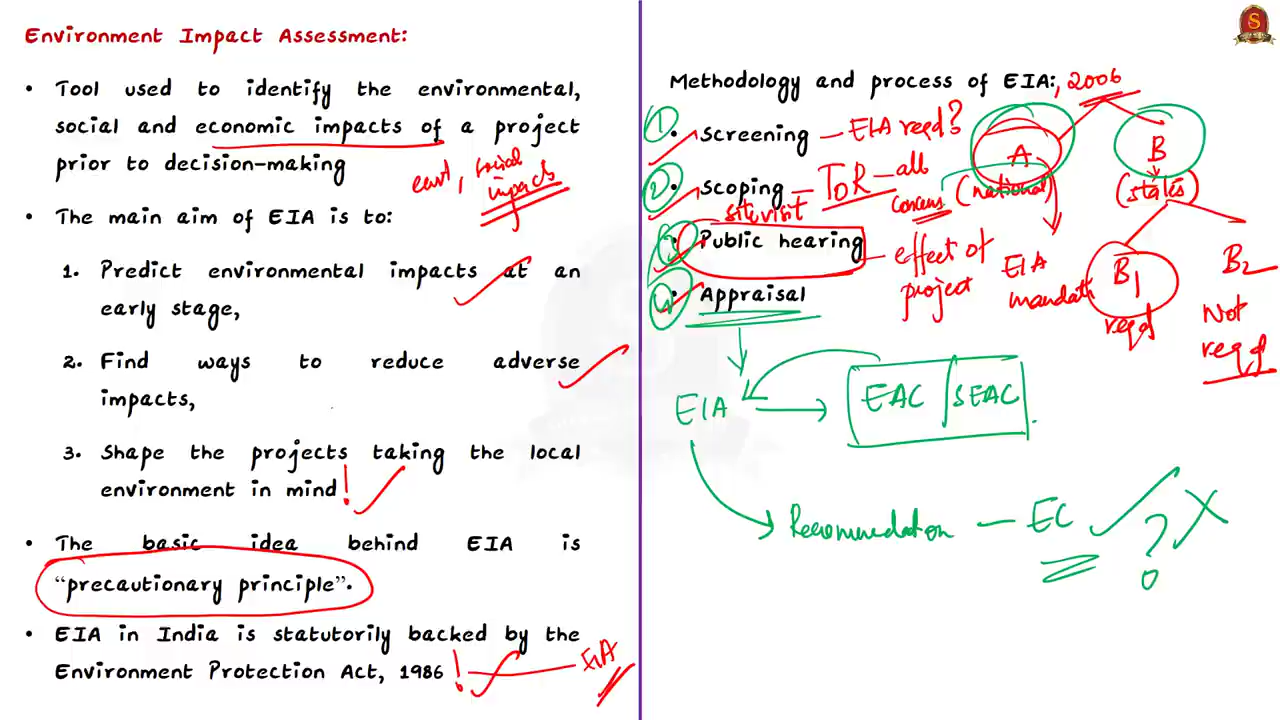 Environment Impact Assessment:
• Tool used to identify the environmental,
social and economic impacts of a project
prior to decision-making
envt, social
impacts
• The main aim of EIA is to:
1. Predict environmental impacts at an
early stage,
2. Find ways to reduce adverse
impacts,
3. Shape the projects taking the local
environment in mind!
• The basic idea behind EIA is
“precautionary principle”.
• EIA in India is statutorily backed by the
Environment Protection Act, 1986 !
EIA
S
Methodology and process of EIA:, 2006
1 • Screening — EIA reqd?
A
(national)
B
(states)
2 • Scoping — ToR — all
concerns
site visit
3 • Public hearing — effect of
project
EIA
mandat
B1
reqd
B2
Not
reqd
4 • Appraisal
EIA
EAC / SEAC
Recommendation — EC ?